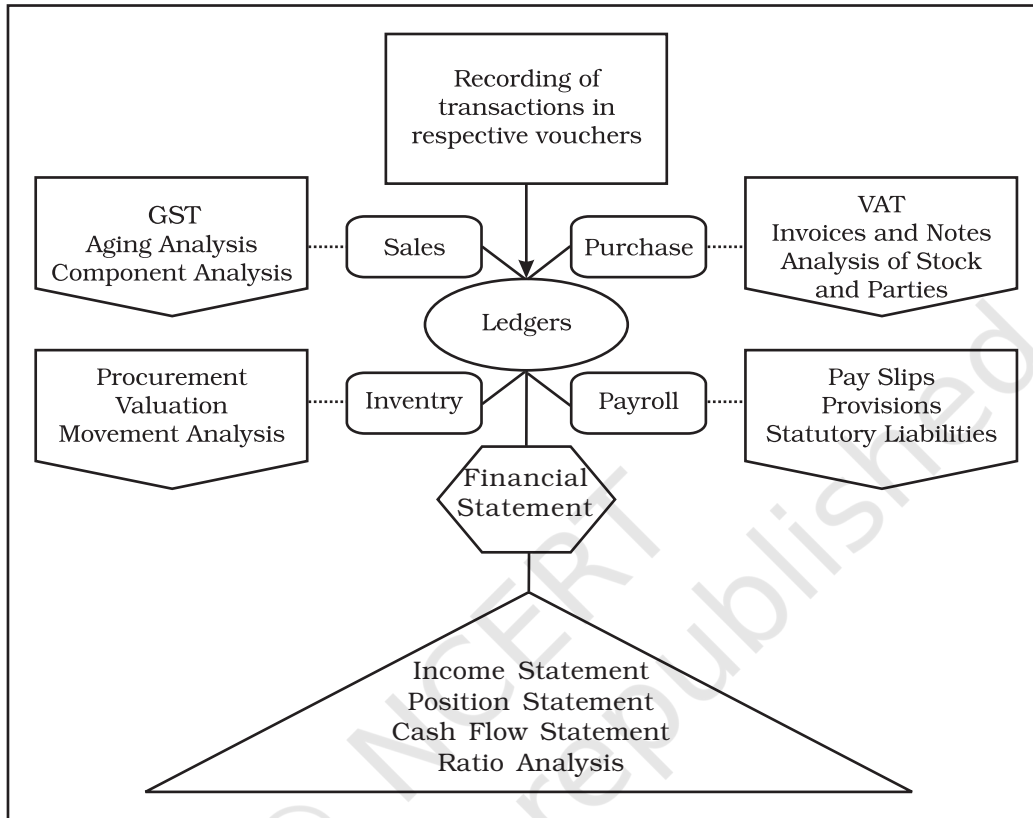 Recording of
transactions in
respective vouchers
GST
Aging Analysis
Component Analysis
Sales
Purchase
VAT
Invoices and Notes
Analysis of Stock
and Parties
Ledgers
Procurement
Valuation
Movement Analysis
Inventry
Payroll
Pay Slips
Provisions
Statutory Liabilities
Financial
Statement
Income Statement
Position Statement
Cash Flow Statement
Ratio Analysis
© NCERT
republished